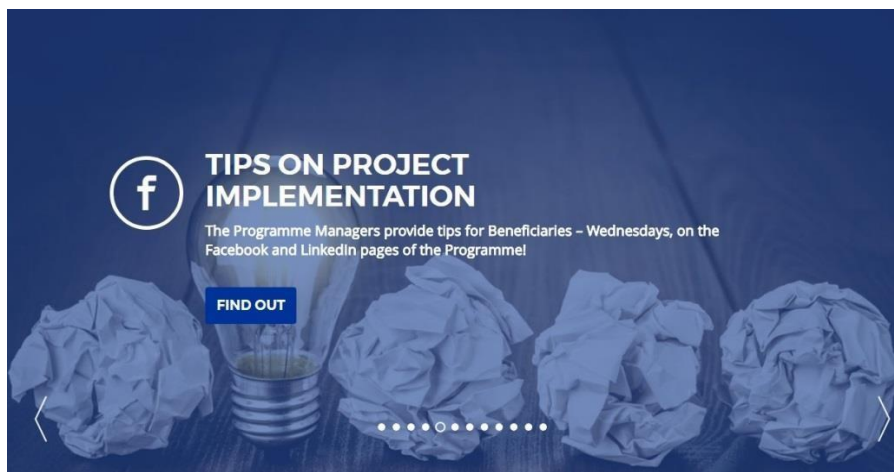 TIPS ON PROJECT
IMPLEMENTATION
The Programme Managers provide tips for Beneficiaries – Wednesdays, on the
Facebook and LinkedIn pages of the Programme!
FIND OUT